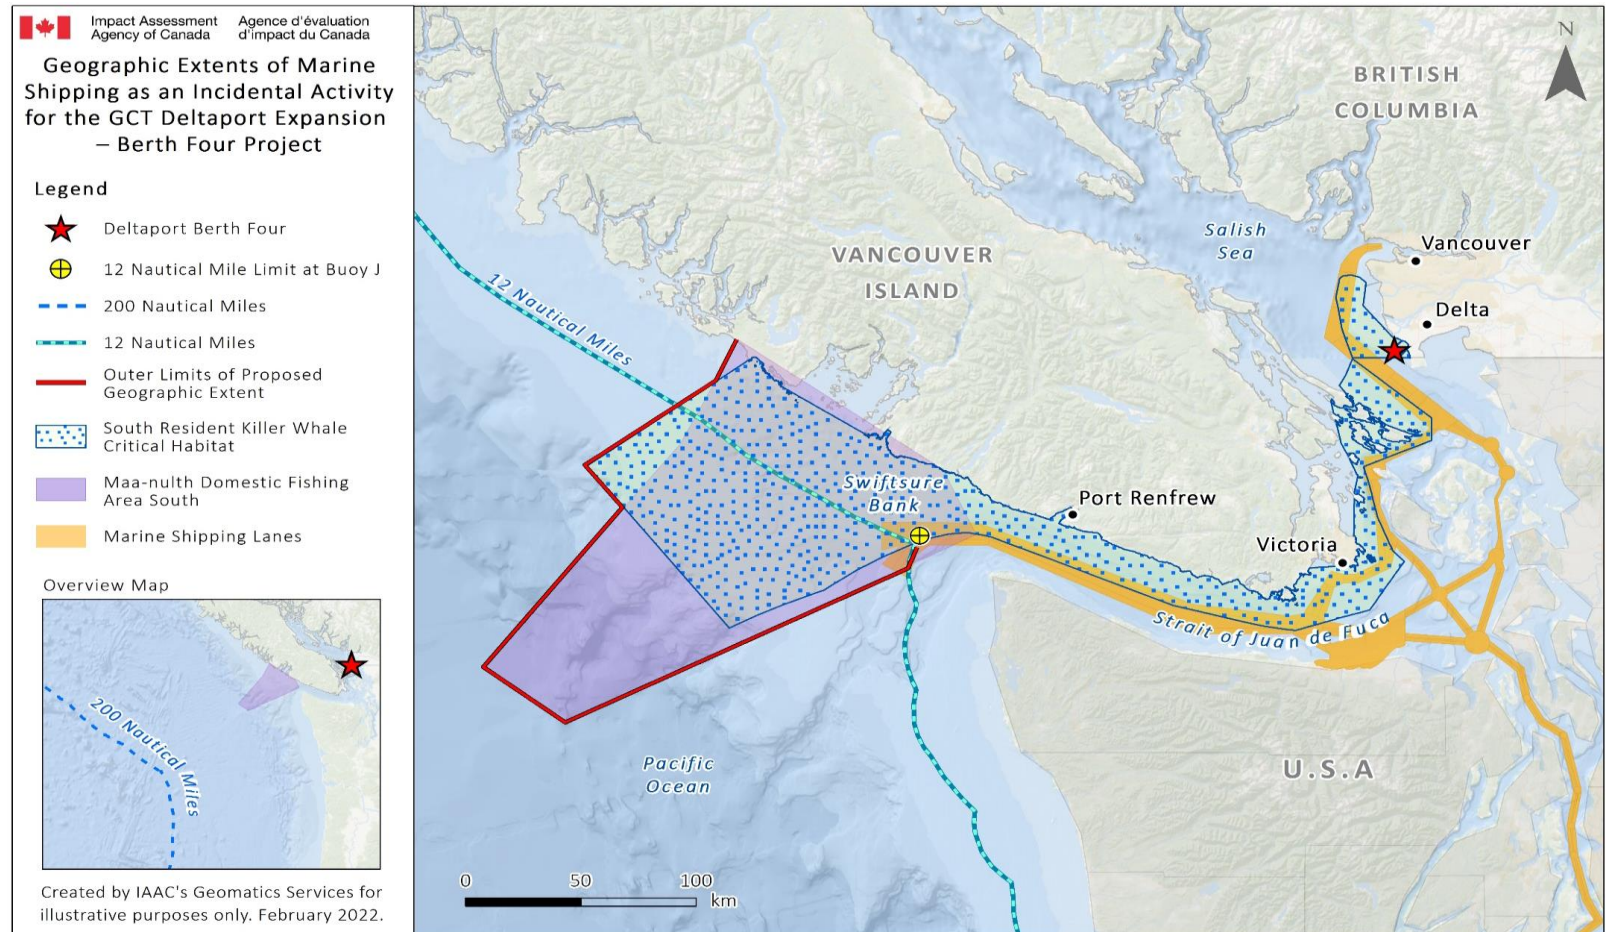 Impact Assessment
Agency of Canada
Agence d'évaluation
d'impact du Canada
Geographic Extents of Marine
Shipping as an Incidental Activity
for the GCT Deltaport Expansion
– Berth Four Project
Legend
Deltaport Berth Four
12 Nautical Mile Limit at Buoy J
200 Nautical Miles
12 Nautical Miles
Outer Limits of Proposed
Geographic Extent
South Resident Killer Whale
Critical Habitat
Maa-nulth Domestic Fishing
Area South
Marine Shipping Lanes
Overview Map
200 Nautical Miles
Created by IAAC's Geomatics Services for
illustrative purposes only. February 2022.
N
BRITISH
COLUMBIA
Salish
Sea
Vancouver
VANCOUVER
ISLAND
Delta
12 Nautical Miles
Swiftsure
Bank
Port Renfrew
Victoria
Strait of Juan de Fuca
Pacific
Ocean
U.S.A
0 50 100
km